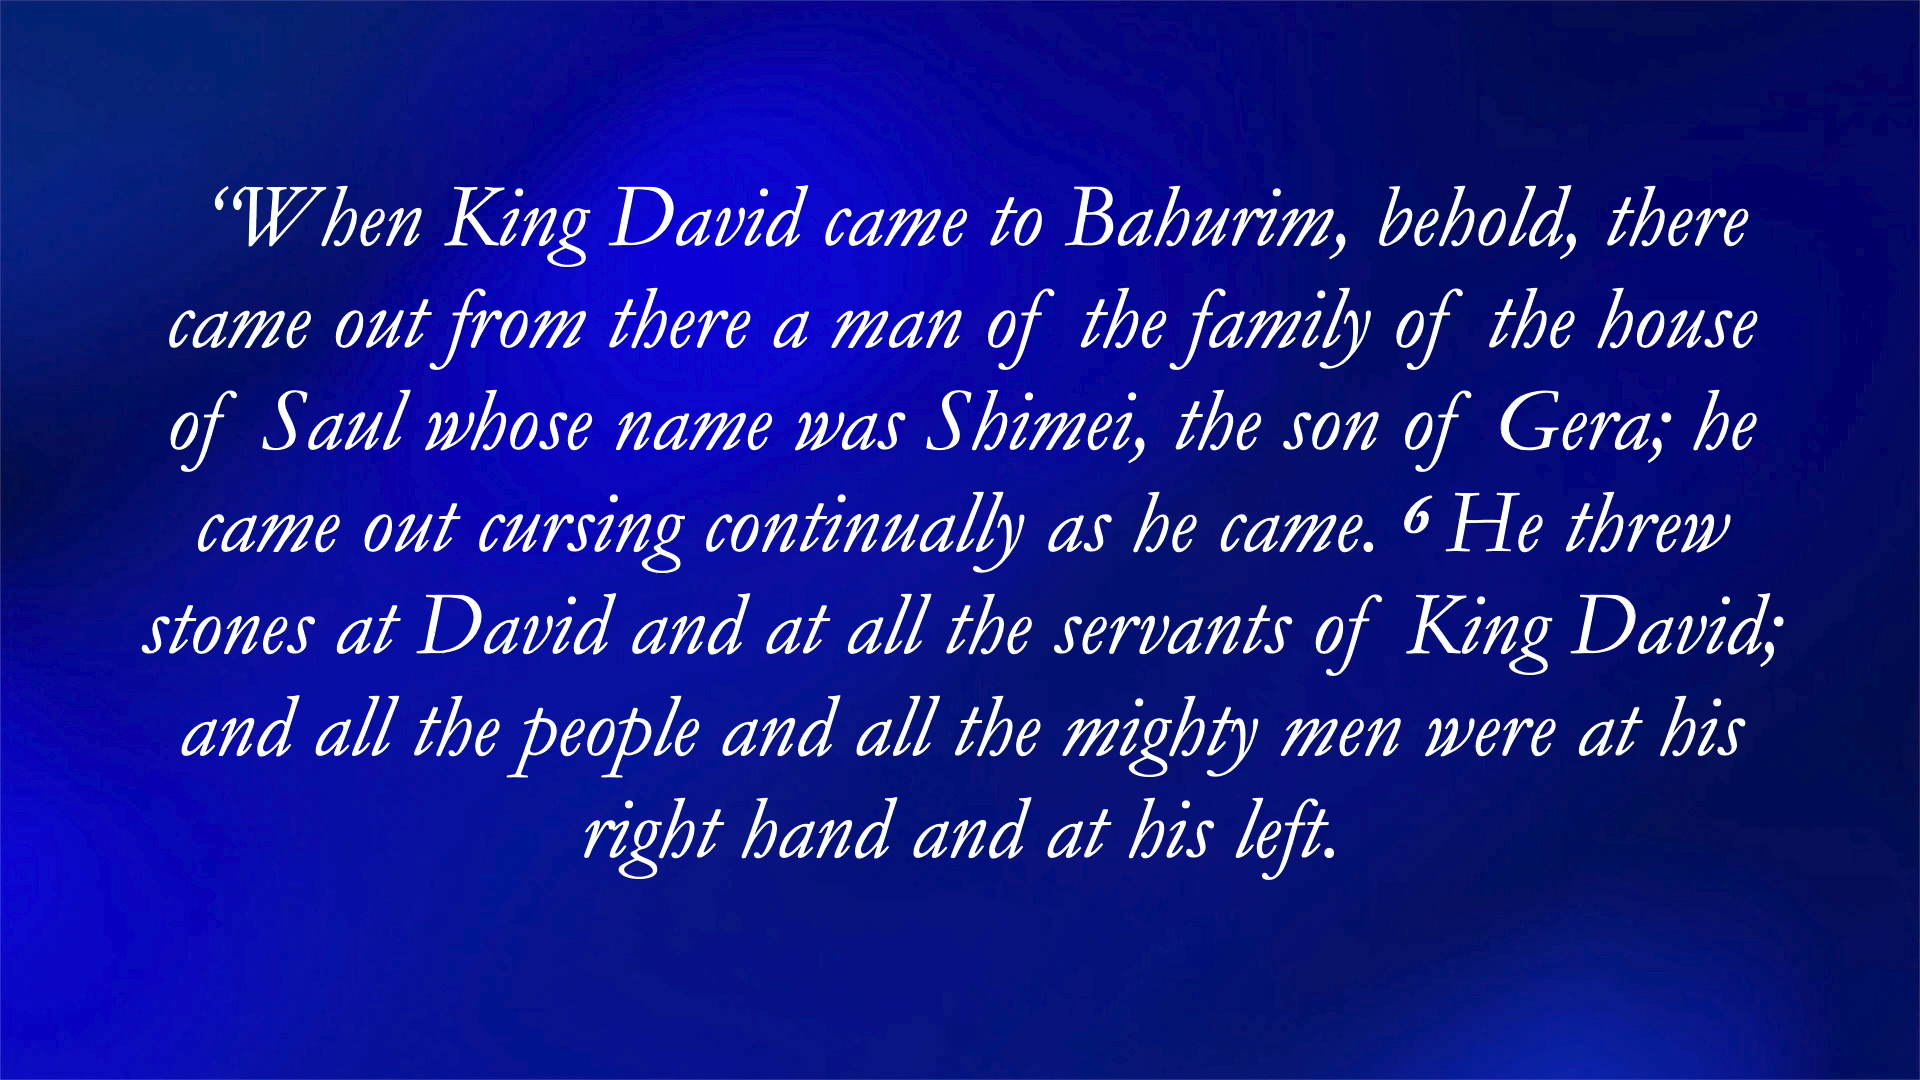 “When King David came to Bahurim, behold, there
came out from there a man of the family of the house
of Saul whose name was Shimei, the son of Gera; he
came out cursing continually as he came. ⁶ He threw
stones at David and at all the servants of King David;
and all the people and all the mighty men were at his
right hand and at his left.